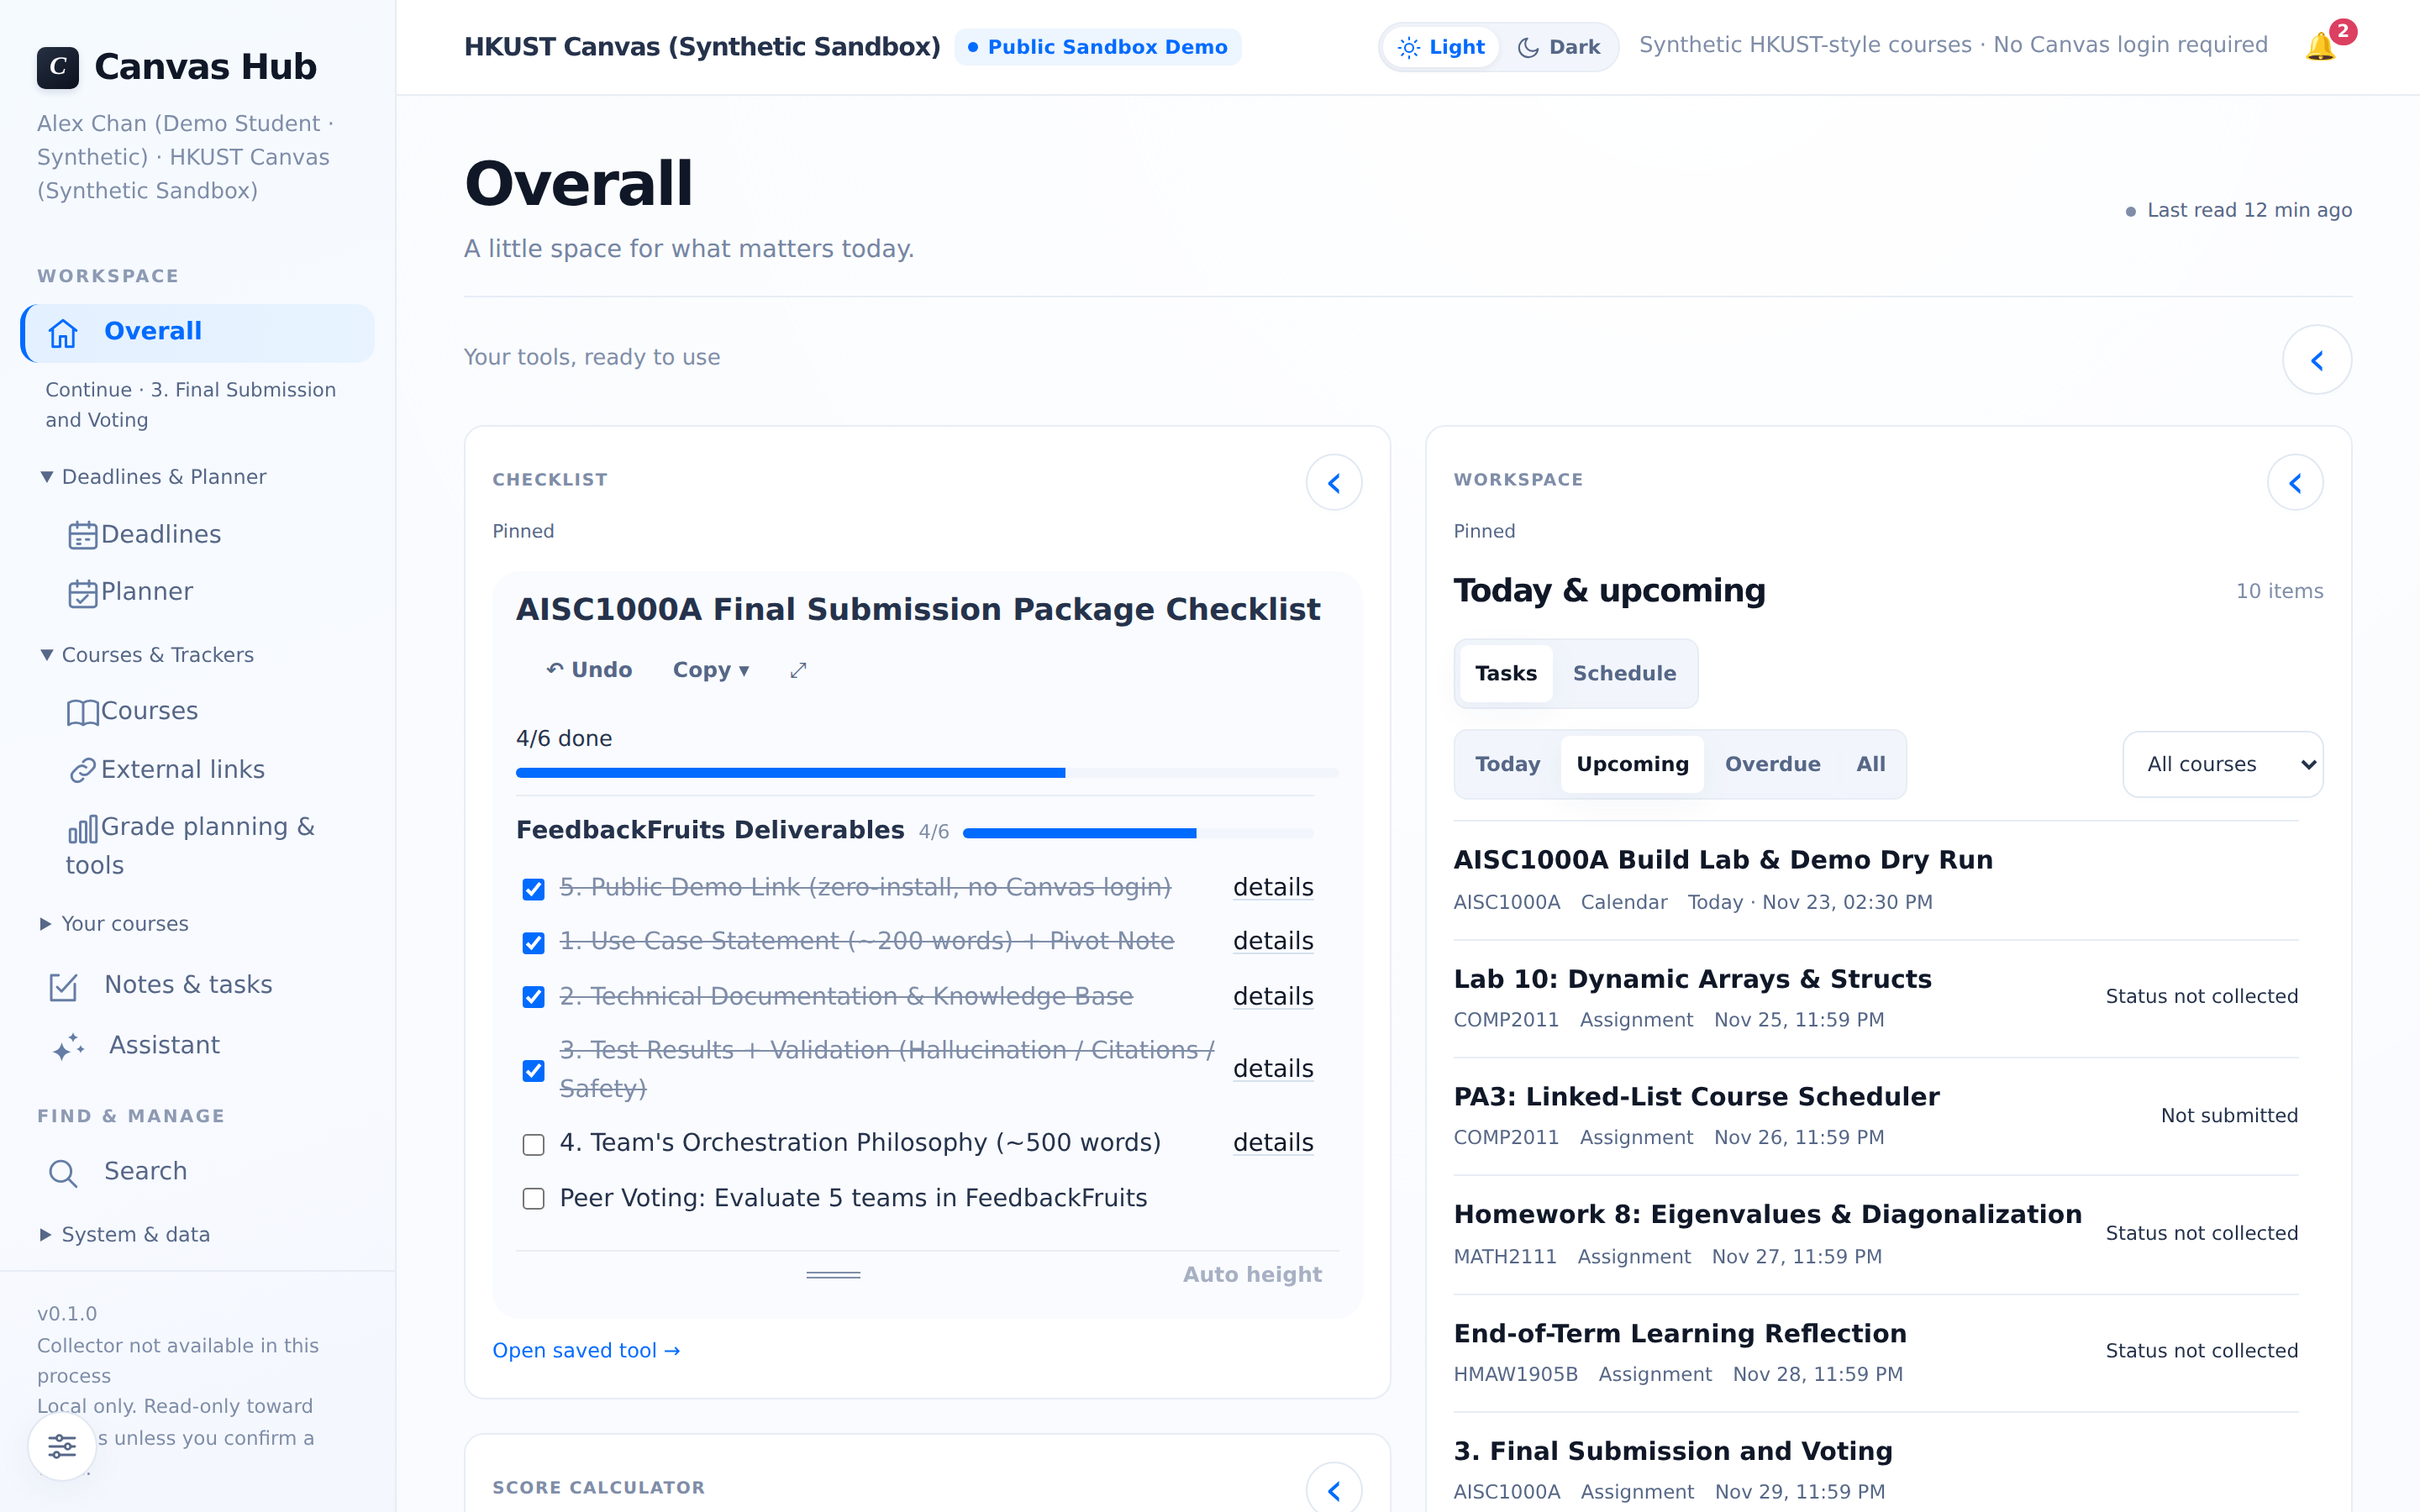 C Canvas Hub
Alex Chan (Demo Student ·
Synthetic) · HKUST Canvas
(Synthetic Sandbox)
WORKSPACE
Overall
Continue · 3. Final Submission
and Voting
▼ Deadlines & Planner
Deadlines
Planner
▼ Courses & Trackers
Courses
External links
Grade planning &
tools
▶ Your courses
Notes & tasks
Assistant
FIND & MANAGE
Search
▶ System & data
v0.1.0
Collector not available in this
process
Local only. Read-only toward
s unless you confirm a
HKUST Canvas (Synthetic Sandbox)
Public Sandbox Demo
Light
Dark
Synthetic HKUST-style courses · No Canvas login required
2
Overall
A little space for what matters today.
Last read 12 min ago
Your tools, ready to use
CHECKLIST
Pinned
AISC1000A Final Submission Package Checklist
↶ Undo Copy ▾ ⤢
4/6 done
FeedbackFruits Deliverables 4/6
5. Public Demo Link (zero-install, no Canvas login) details
1. Use Case Statement (~200 words) + Pivot Note details
2. Technical Documentation & Knowledge Base details
3. Test Results + Validation (Hallucination / Citations /
Safety) details
4. Team's Orchestration Philosophy (~500 words) details
Peer Voting: Evaluate 5 teams in FeedbackFruits
Auto height
Open saved tool →
SCORE CALCULATOR
WORKSPACE
Pinned
Today & upcoming 10 items
Tasks Schedule
Today Upcoming Overdue All All courses
AISC1000A Build Lab & Demo Dry Run
AISC1000A Calendar Today · Nov 23, 02:30 PM
Lab 10: Dynamic Arrays & Structs
Status not collected
COMP2011 Assignment Nov 25, 11:59 PM
PA3: Linked-List Course Scheduler
Not submitted
COMP2011 Assignment Nov 26, 11:59 PM
Homework 8: Eigenvalues & Diagonalization
Status not collected
MATH2111 Assignment Nov 27, 11:59 PM
End-of-Term Learning Reflection
Status not collected
HMAW1905B Assignment Nov 28, 11:59 PM
3. Final Submission and Voting
AISC1000A Assignment Nov 29, 11:59 PM